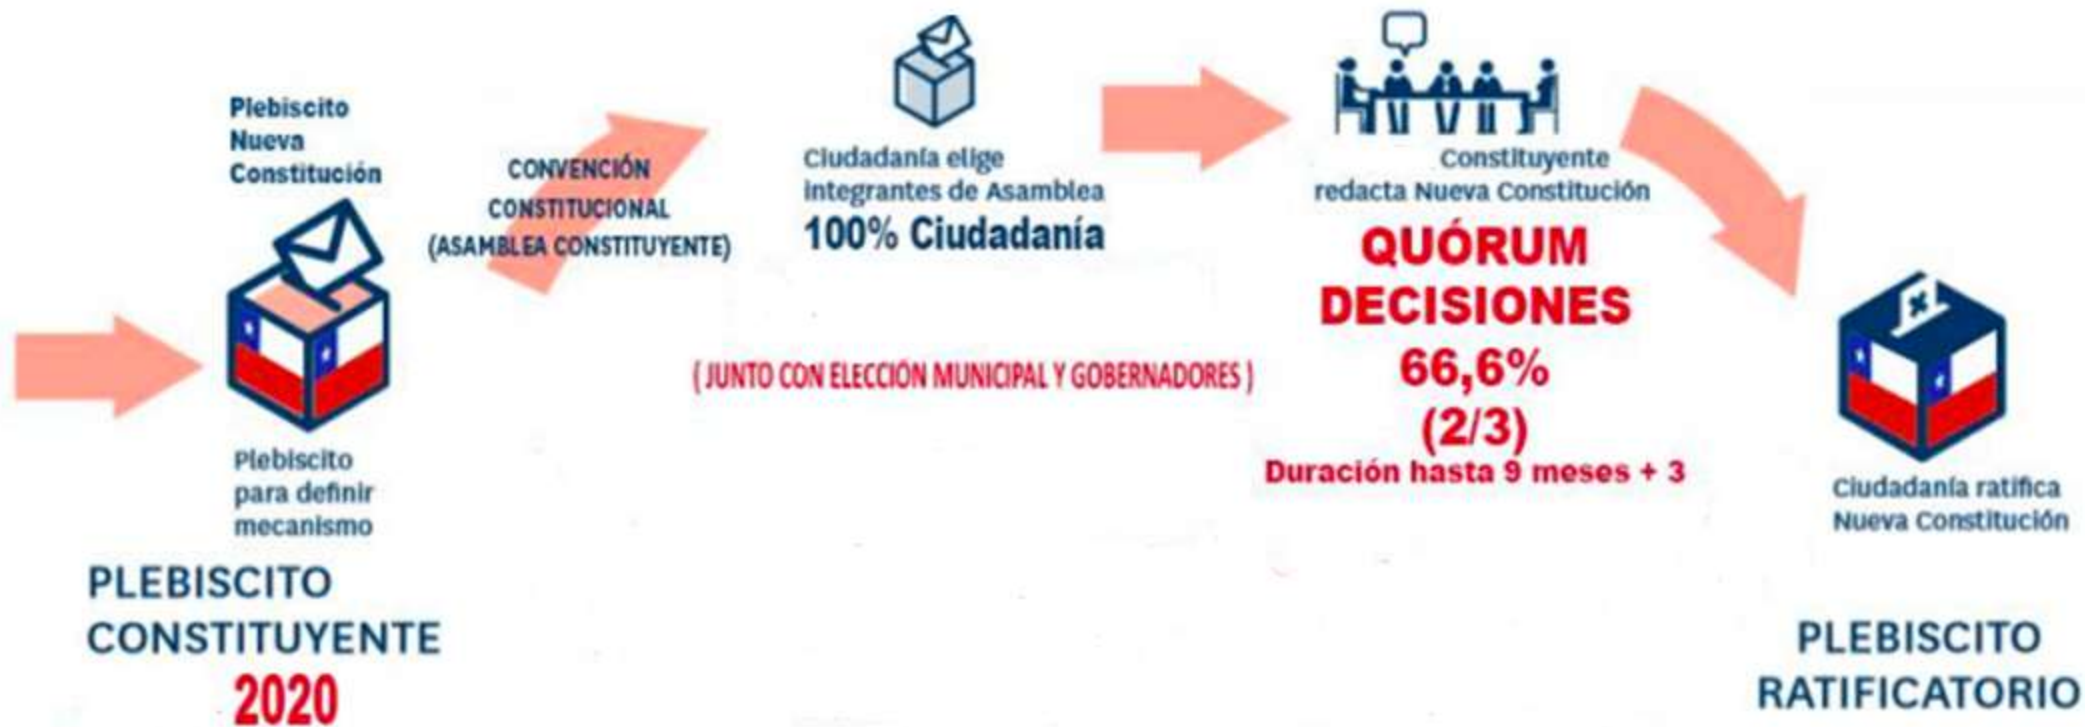 Plebiscito
Nueva
Constitución
Plebiscito
para definir
mecanismo
PLEBISCITO
CONSTITUYENTE
2020
CONVENCIÓN
CONSTITUCIONAL
(ASAMBLEA CONSTITUYENTE)
Ciudadanía elige
integrantes de Asamblea
100% Ciudadanía
( JUNTO CON ELECCIÓN MUNICIPAL Y GOBERNADORES )
Constituyente
redacta Nueva Constitución
QUÓRUM
DECISIONES
66,6%
(2/3)
Duración hasta 9 meses + 3
Ciudadanía ratifica
Nueva Constitución
PLEBISCITO
RATIFICATORIO